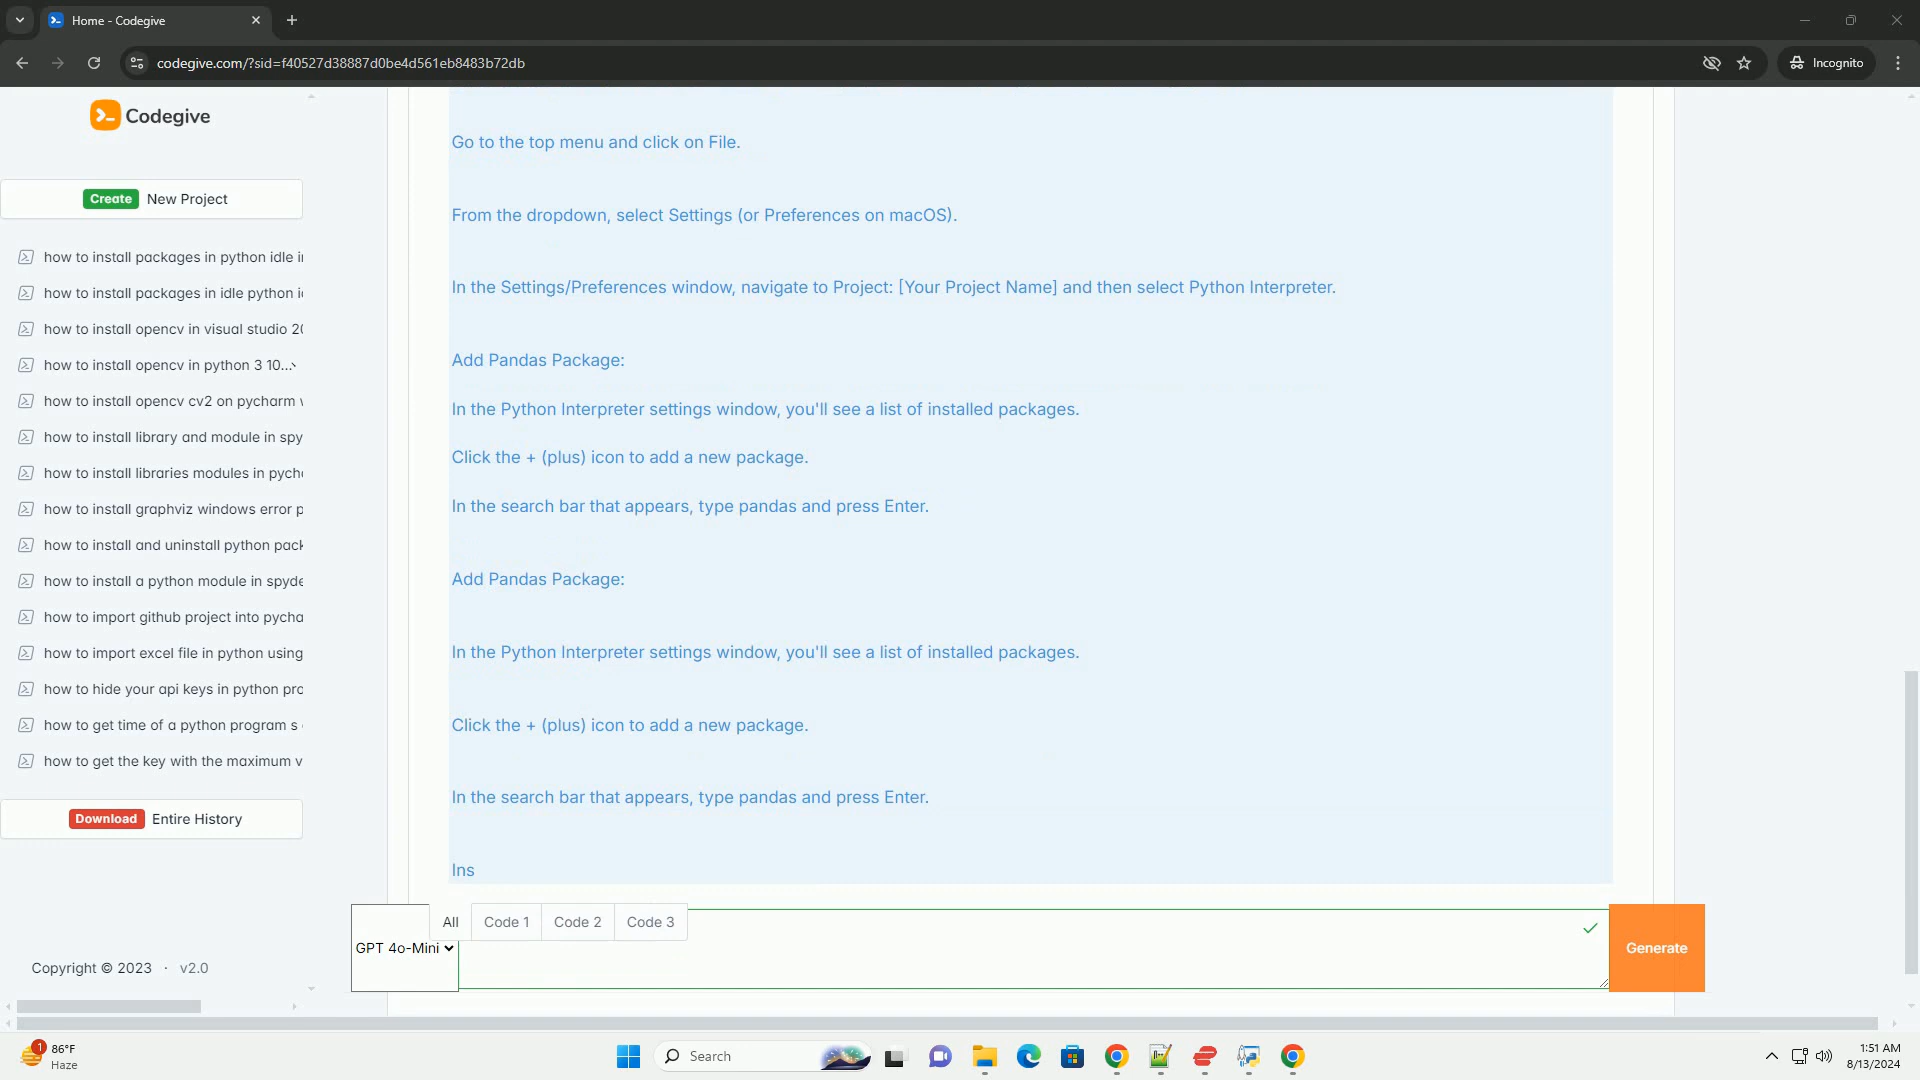 Home - Codegive
codegive.com/?sid=f40527d38887d0be4d561eb8483b72db
Incognito
Codegive
Create New Project
how to install packages in python idle in
how to install packages in idle python i
how to install opencv in visual studio 20
how to install opencv in python 3 10...
how to install opencv cv2 on pycharm w
how to install library and module in spy
how to install libraries modules in pych
how to install graphviz windows error p
how to install and uninstall python pack
how to install a python module in spyde
how to import github project into pycha
how to import excel file in python using
how to hide your api keys in python pro
how to get time of a python program s
how to get the key with the maximum v
Download Entire History
Copyright © 2023 · v2.0
Go to the top menu and click on File.
From the dropdown, select Settings (or Preferences on macOS).
In the Settings/Preferences window, navigate to Project: [Your Project Name] and then select Python Interpreter.
Add Pandas Package:
In the Python Interpreter settings window, you'll see a list of installed packages.
Click the + (plus) icon to add a new package.
In the search bar that appears, type pandas and press Enter.
Add Pandas Package:
In the Python Interpreter settings window, you'll see a list of installed packages.
Click the + (plus) icon to add a new package.
In the search bar that appears, type pandas and press Enter.
Ins
All Code 1 Code 2 Code 3
GPT 4o-Mini
Generate
1
86°F
Haze
Search
1:51 AM
8/13/2024